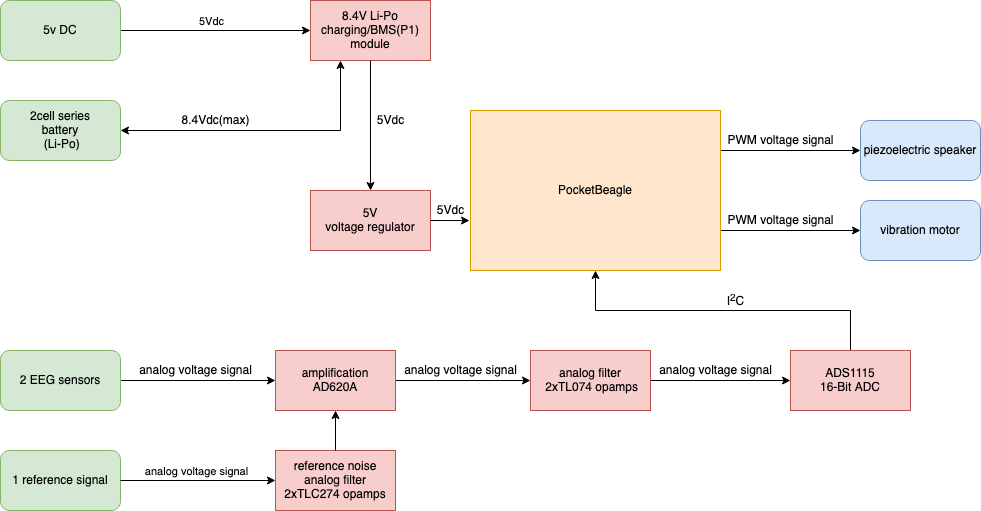 5v DC
5Vdc
8.4V Li-Po
charging/BMS(P1)
module
2cell series
battery
(Li-Po)
8.4Vdc(max)
5Vdc
5V
voltage regulator
5Vdc
PocketBeagle
PWM voltage signal
piezoelectric speaker
PWM voltage signal
vibration motor
I²C
2 EEG sensors
analog voltage signal
amplification
AD620A
analog voltage signal
analog filter
2xTL074 opamps
analog voltage signal
ADS1115
16-Bit ADC
1 reference signal
analog voltage signal
reference noise
analog filter
2xTLC274 opamps